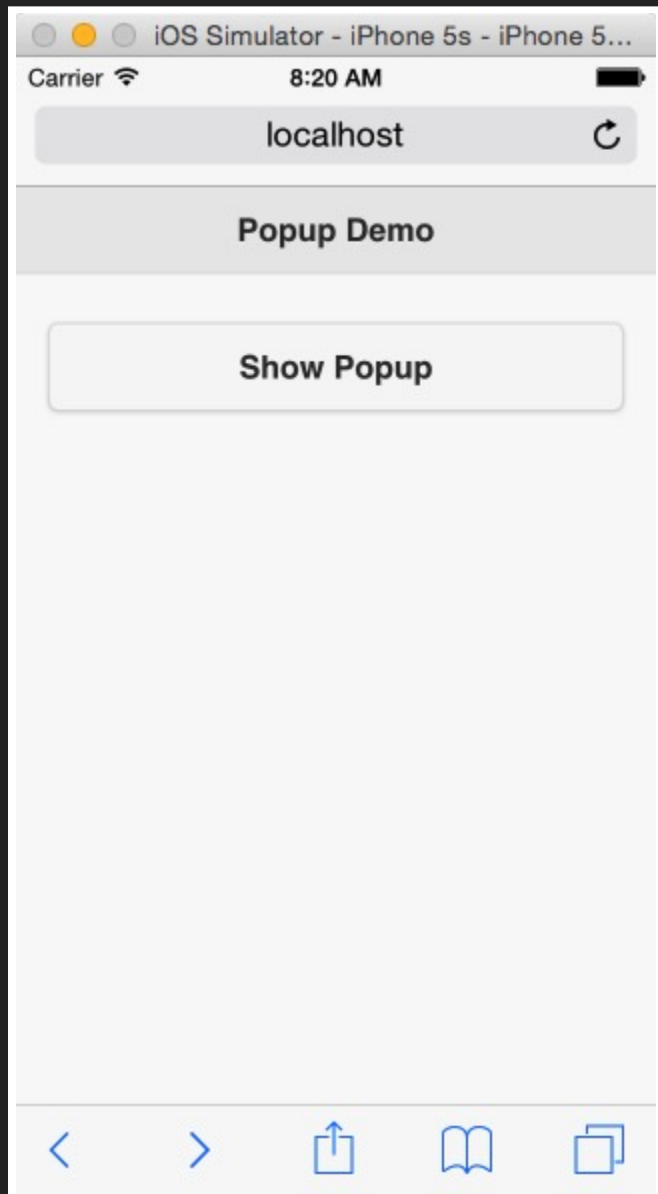 iOS Simulator - iPhone 5s - iPhone 5...
Carrier 8:20 AM
localhost
Popup Demo
Show Popup